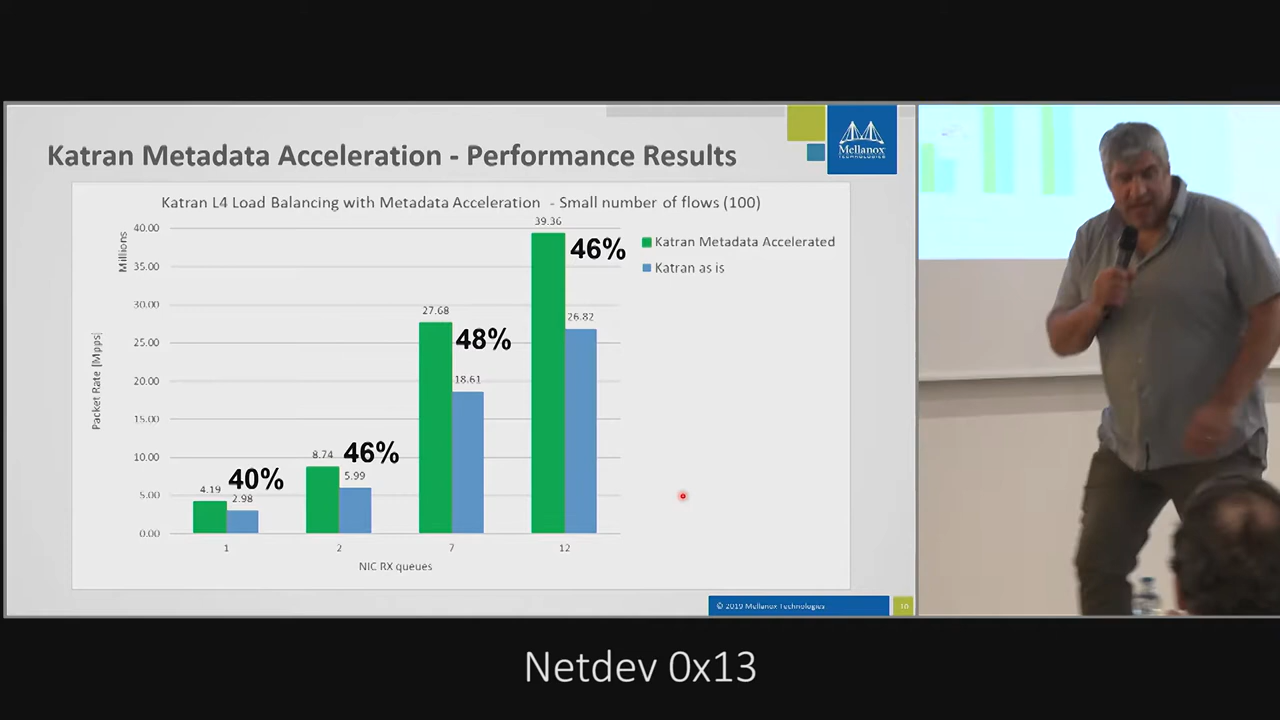 Katran Metadata Acceleration - Performance Results
Mellanox
TECHNOLOGIES
Katran L4 Load Balancing with Metadata Acceleration - Small number of flows (100)
Millions
Packet Rate [Mpps]
40.00
35.00
30.00
25.00
20.00
15.00
10.00
5.00
0.00
4.19
40%
2.98
8.74
46%
5.99
27.68
48%
18.61
39.36
46%
26.82
1
2
7
12
NIC RX queues
Katran Metadata Accelerated
Katran as is
© 2019 Mellanox Technologies
10
Netdev 0x13